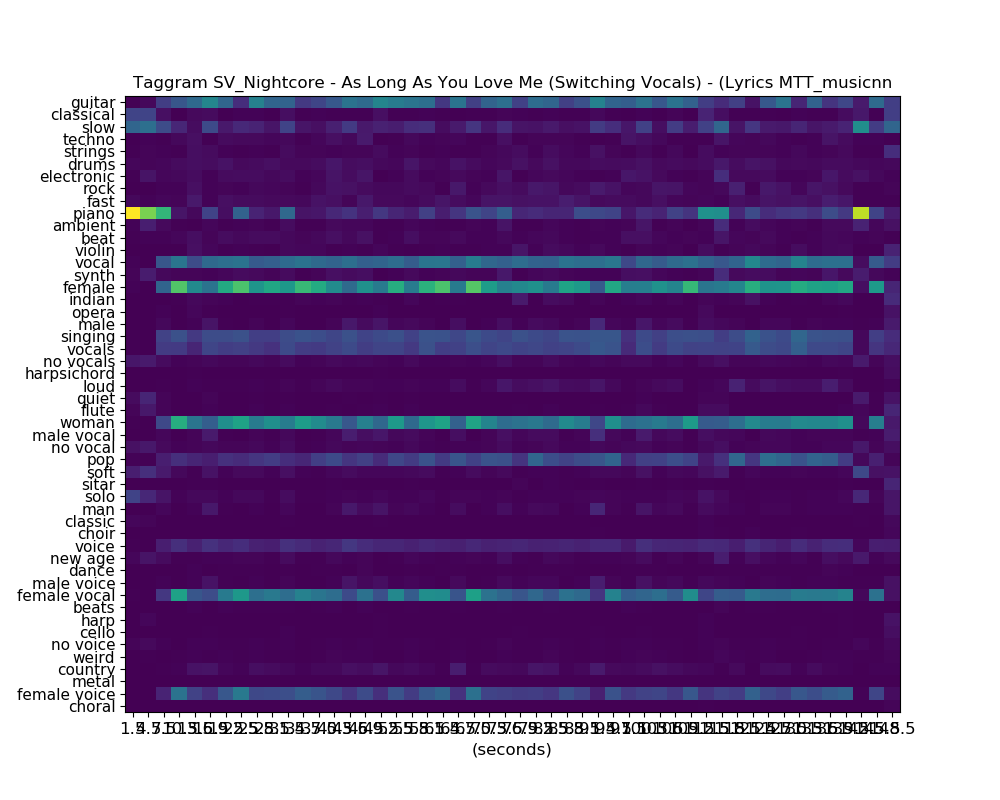 Taggram SV_Nightcore - As Long As You Love Me (Switching Vocals) - (Lyrics MTT_musicnn
guitar
classical
slow
techno
strings
drums
electronic
rock
fast
piano
ambient
beat
violin
vocal
synth
female
indian
opera
male
singing
vocals
no vocals
harpsichord
loud
quiet
flute
woman
male vocal
no vocal
pop
soft
sitar
solo
man
classic
choir
voice
new age
dance
male voice
female vocal
beats
harp
cello
no voice
weird
country
metal
female voice
choral
(seconds)